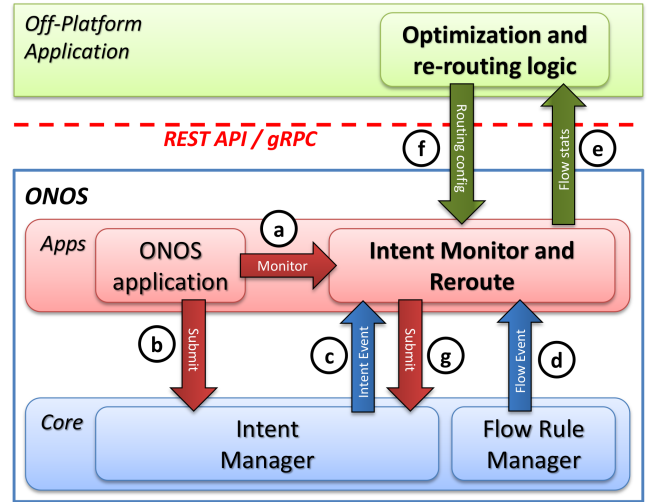 Off-Platform
Application
Optimization and
re-routing logic
REST API / gRPC
f
Routing config
Flow stats
e
ONOS
Apps
ONOS
application
a
Monitor
Intent Monitor and
Reroute
b
Submit
c
Intent Event
Submit
g
Flow Event
d
Core
Intent
Manager
Flow Rule
Manager